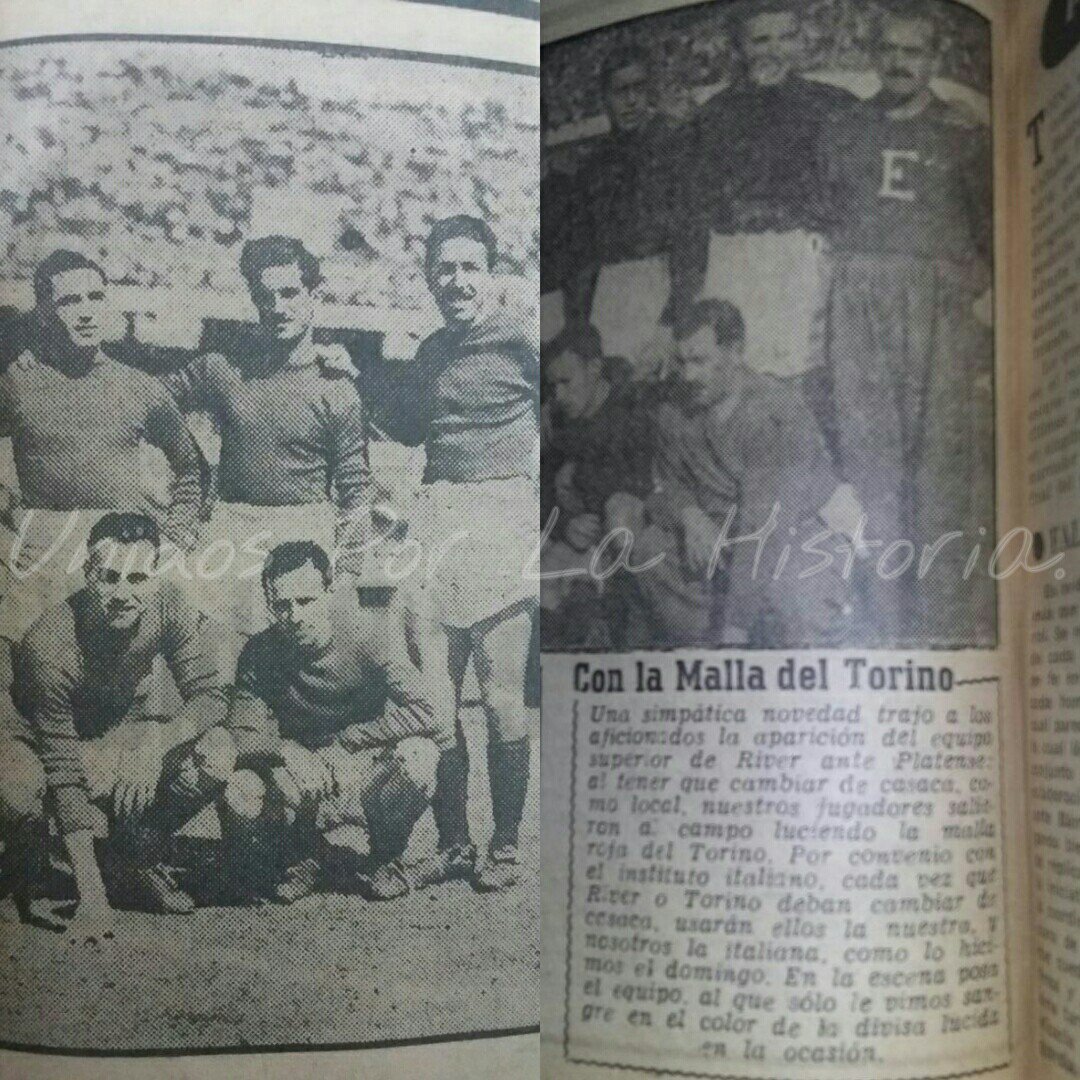 E
Unidos Por La Historia.
Con la Malla del Torino
Una simpática novedad trajo a los
aficionados la aparición del equipo
superior de River ante Platense:
al tener que cambiar de casaca, co-
mo local, nuestros jugadores salie-
ron a campo luciendo la malla
roja del Torino. Por convenio con
el instituto italiano, cada vez que
River o Torino deban cambiar de
casaca, usarán ellos la nuestra, y
nosotros la italiana, como lo hici-
mos el domingo. En la escena posa
el equipo, al que sólo le vimos san-
gre en el color de la divisa lucida
en la ocasión.